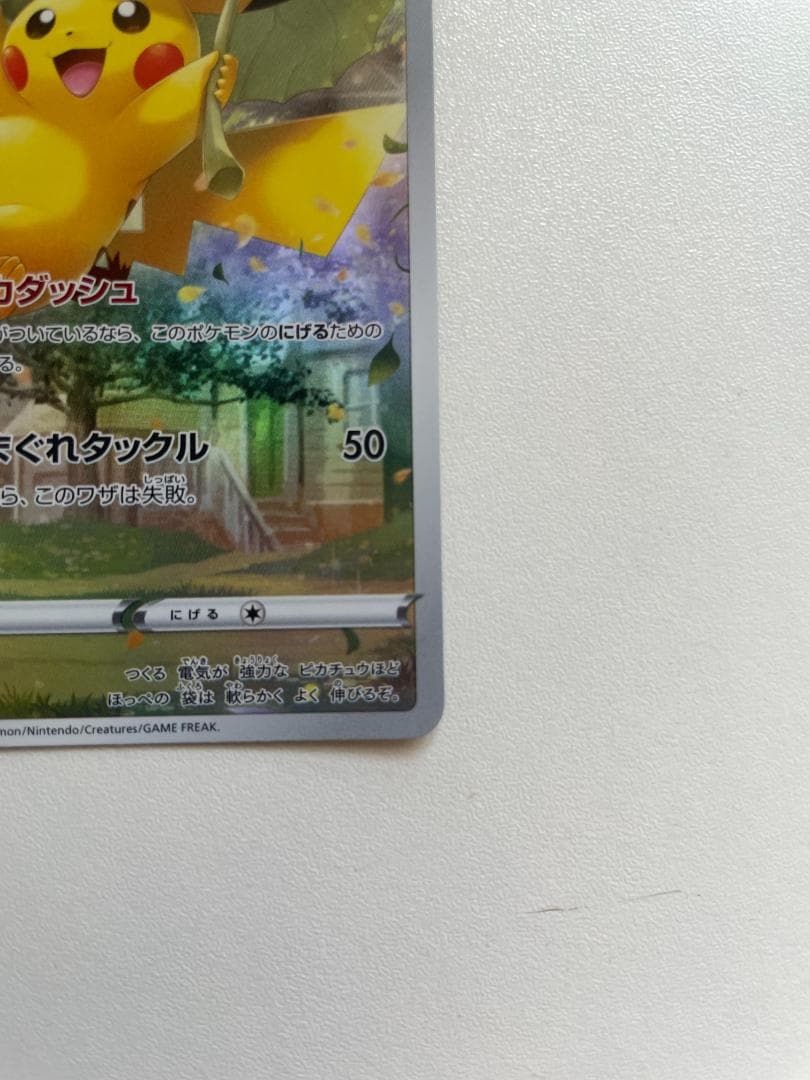 カダッシュ
がついているなら、このポケモンのにげるための
る。
まぐれタックル 50
ら、このワザは失敗。
にげる
つくる 電気が 強力な ピカチュウほど
ほっぺの 袋は 軟らかく よく 伸びるぞ。
mon/Nintendo/Creatures/GAME FREAK.